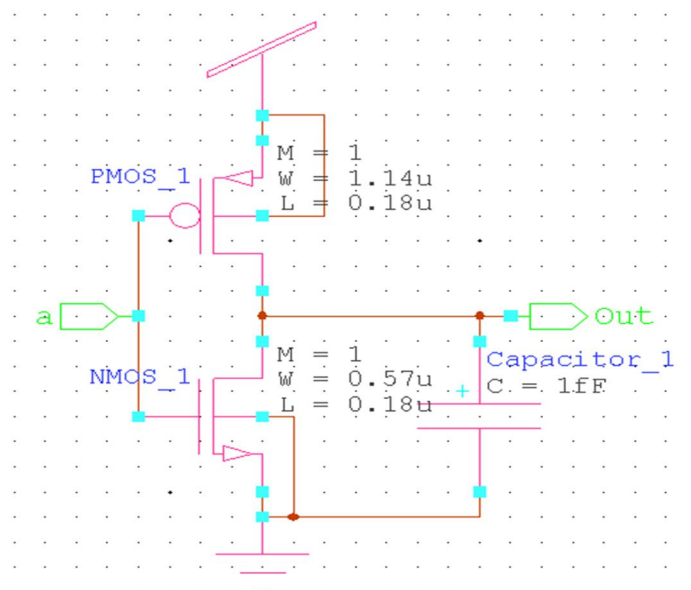 M = 1
PMOS_1
W = 1.14u
L = 0.18u
a
Out
M = 1
NMOS_1
W = 0.57u
L = 0.18u
Capacitor_1
+
C = 1fF